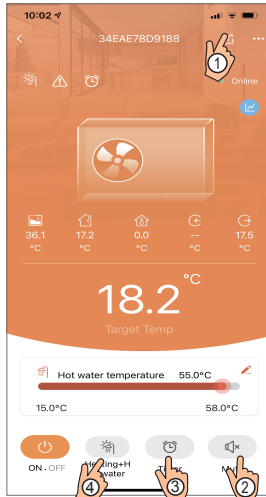 10:02
34EAE78D9188
1
Online
36.1 17.2 0.0 -- 17.5
°C °C °C °C °C
18.2 °C
Target Temp
Hot water temperature 55.0°C
15.0°C 58.0°C
ON . OFF
4 3 2